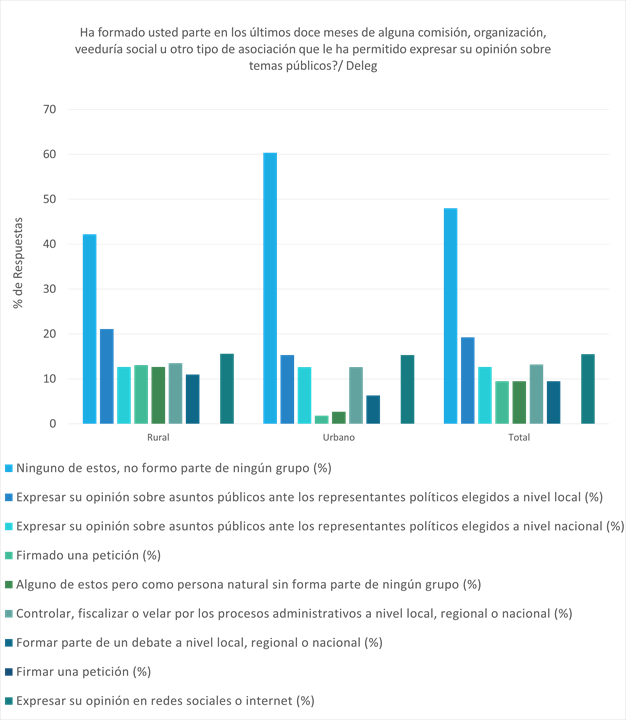 Ha formado usted parte en los últimos doce meses de alguna comisión, organización,
veeduría social u otro tipo de asociación que le ha permitido expresar su opinión sobre
temas públicos?/ Deleg
70
60
50
40
30
20
10
0
% de Respuestas
Rural
Urbano
Total
Ninguno de estos, no formo parte de ningún grupo (%)
Expresar su opinión sobre asuntos públicos ante los representantes políticos elegidos a nivel local (%)
Expresar su opinión sobre asuntos públicos ante los representantes políticos elegidos a nivel nacional (%)
Firmado una petición (%)
Alguno de estos pero como persona natural sin forma parte de ningún grupo (%)
Controlar, fiscalizar o velar por los procesos administrativos a nivel local, regional o nacional (%)
Formar parte de un debate a nivel local, regional o nacional (%)
Firmar una petición (%)
Expresar su opinión en redes sociales o internet (%)